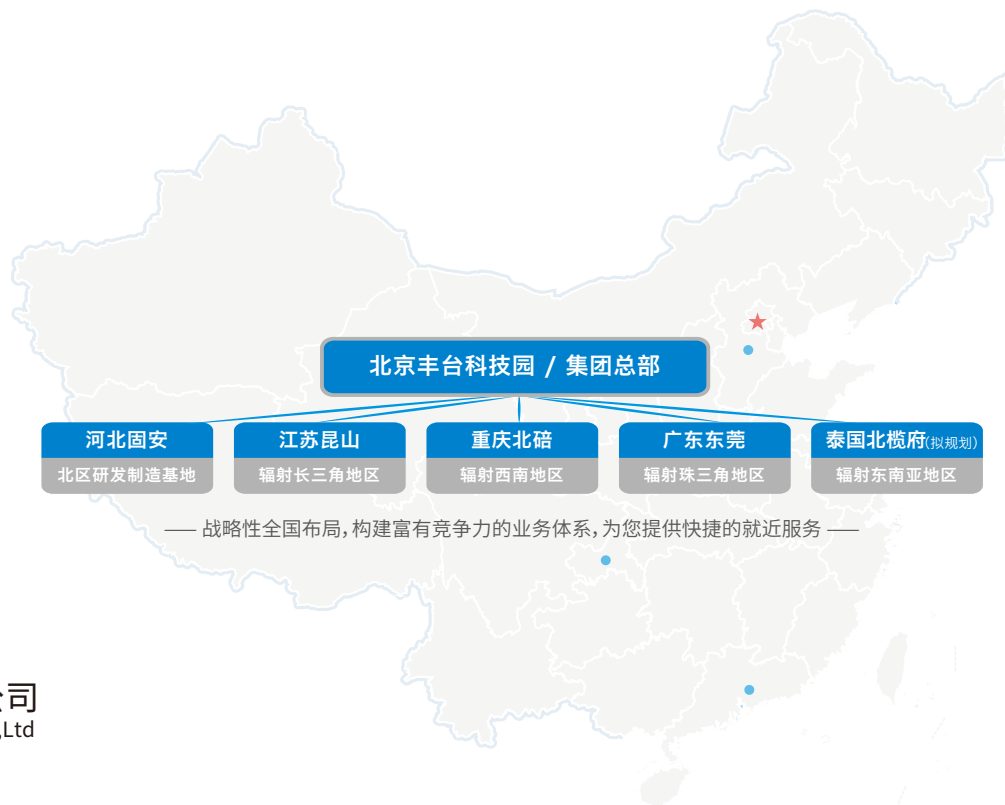 北京丰台科技园 / 集团总部
河北固安
北区研发制造基地
江苏昆山
辐射长三角地区
重庆北碚
辐射西南地区
广东东莞
辐射珠三角地区
泰国北榄府(拟规划)
辐射东南亚地区
—— 战略性全国布局,构建富有竞争力的业务体系,为您提供快捷的就近服务 ——
公司
,Ltd